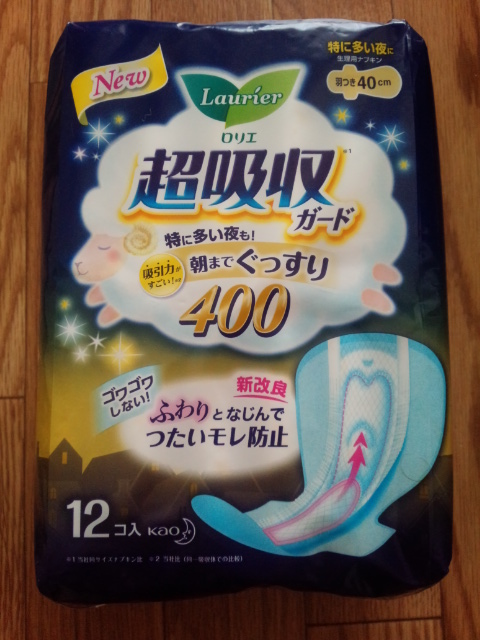 New
特に多い夜に
生理用ナプキン
羽つき40cm
Laurier
ロリエ
超吸収
ガード
※1
特に多い夜も!
吸引力が
すごい!※2
朝までぐっすり
400
新改良
ゴワゴワ
しない!
ふわりとなじんで
つたいモレ防止
12コ入 Kao